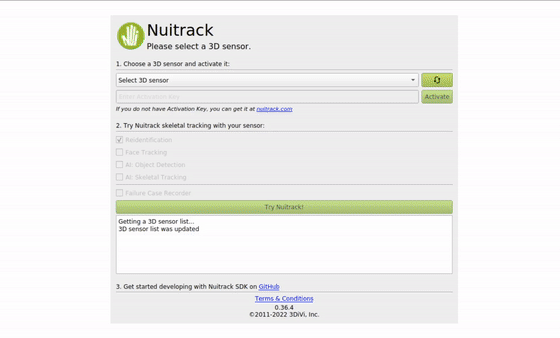 Nuitrack
Please select a 3D sensor.
1. Choose a 3D sensor and activate it:
Select 3D sensor
Enter Activation Key
Activate
If you do not have Activation Key, you can get it at nuitrack.com
2. Try Nuitrack skeletal tracking with your sensor:
Reidentification
Face Tracking
AI: Object Detection
AI: Skeletal Tracking
Failure Case Recorder
Try Nuitrack!
Getting a 3D sensor list...
3D sensor list was updated
3. Get started developing with Nuitrack SDK on GitHub
Terms & Conditions
0.36.4
©2011-2022 3DiVi, Inc.